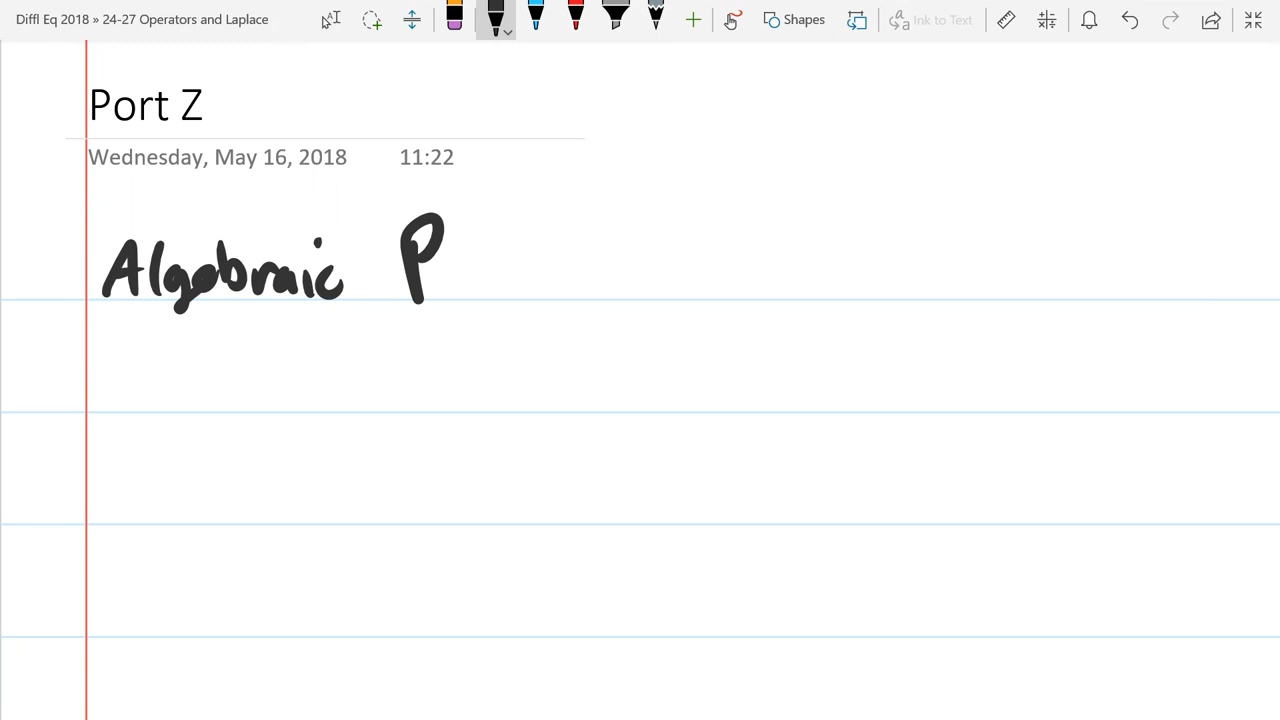 Diffl Eq 2018 » 24-27 Operators and Laplace Shapes Ink to Text
Port Z
Wednesday, May 16, 2018 11:22
Algebraic P